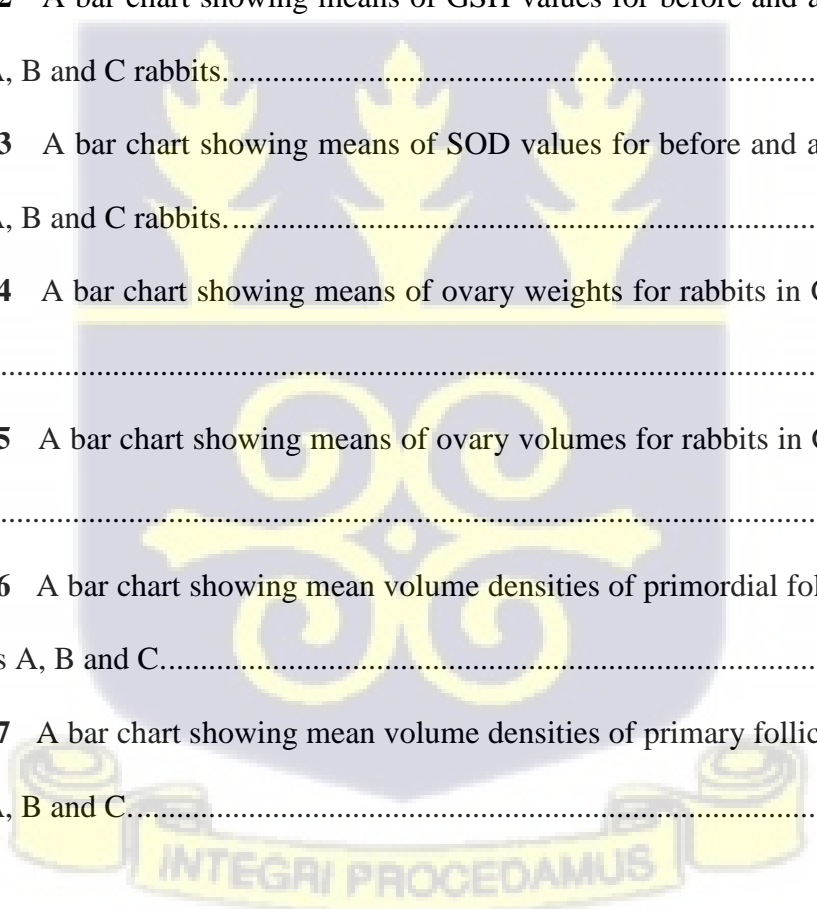 2 A bar chart showing means of GSH values for before and a
A, B and C rabbits.
3 A bar chart showing means of SOD values for before and a
A, B and C rabbits.
4 A bar chart showing means of ovary weights for rabbits in
5 A bar chart showing means of ovary volumes for rabbits in
6 A bar chart showing mean volume densities of primordial fol
s A, B and C.
7 A bar chart showing mean volume densities of primary follic
A, B and C.
INTEGRI PROCEDAMUS